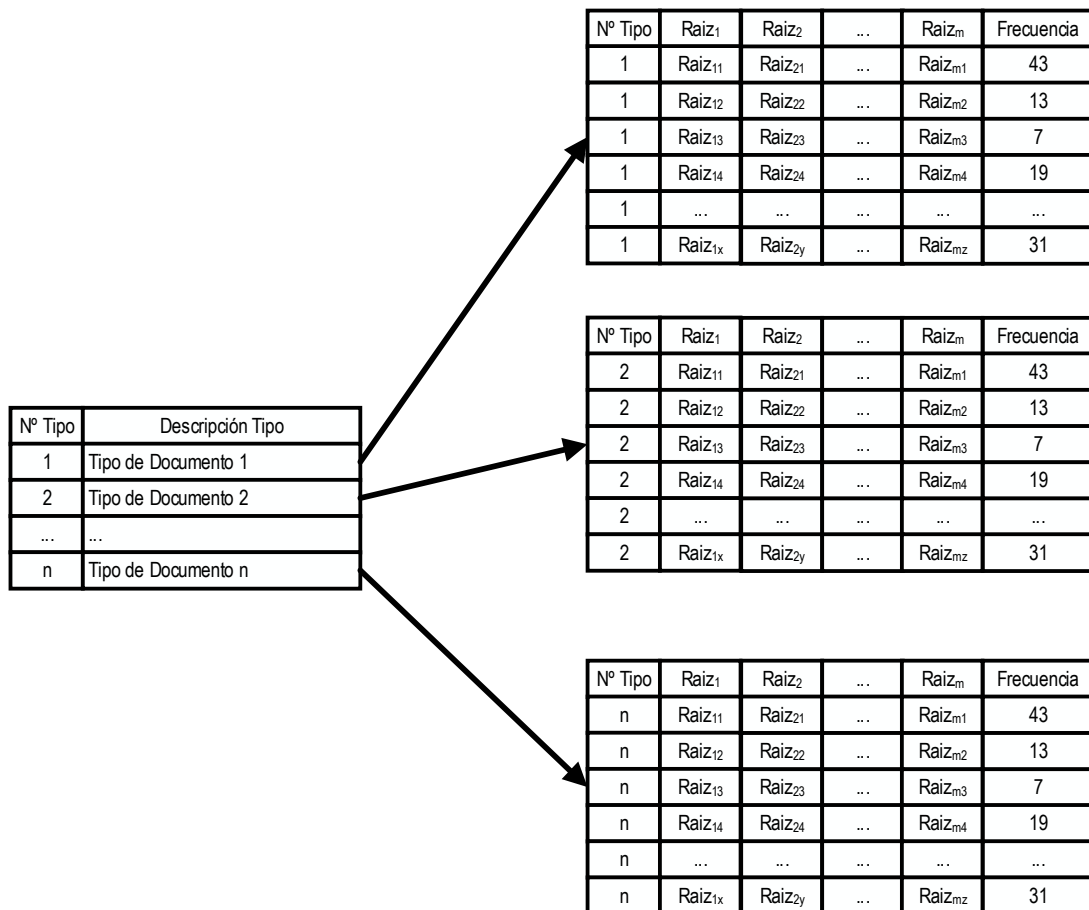 Nº Tipo Raiz₁ Raiz₂ ... Raizₘ Frecuencia
1 Raiz₁₁ Raiz₂₁ ... Raizₘ₁ 43
1 Raiz₁₂ Raiz₂₂ ... Raizₘ₂ 13
1 Raiz₁₃ Raiz₂₃ ... Raizₘ₃ 7
1 Raiz₁₄ Raiz₂₄ ... Raizₘ₄ 19
1 ... ... ... ... ...
1 Raiz₁ₓ Raiz2y ... Raizmz 31
Nº Tipo Raiz₁ Raiz₂ ... Raizₘ Frecuencia
2 Raiz₁₁ Raiz₂₁ ... Raizₘ₁ 43
2 Raiz₁₂ Raiz₂₂ ... Raizₘ₂ 13
2 Raiz₁₃ Raiz₂₃ ... Raizₘ₃ 7
2 Raiz₁₄ Raiz₂₄ ... Raizₘ₄ 19
2 ... ... ... ... ...
2 Raiz₁ₓ Raiz2y ... Raizmz 31
Nº Tipo Descripción Tipo
1 Tipo de Documento 1
2 Tipo de Documento 2
... ...
n Tipo de Documento n
Nº Tipo Raiz₁ Raiz₂ ... Raizₘ Frecuencia
n Raiz₁₁ Raiz₂₁ ... Raizₘ₁ 43
n Raiz₁₂ Raiz₂₂ ... Raizₘ₂ 13
n Raiz₁₃ Raiz₂₃ ... Raizₘ₃ 7
n Raiz₁₄ Raiz₂₄ ... Raizₘ₄ 19
n ... ... ... ... ...
n Raiz₁ₓ Raiz2y ... Raizmz 31